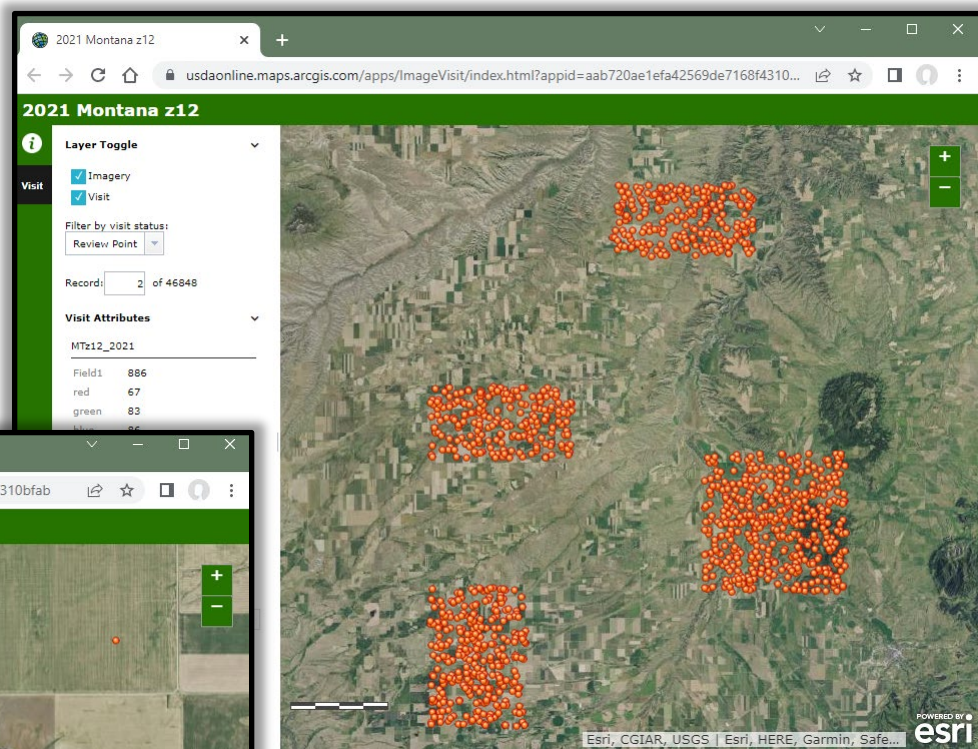 2021 Montana z12
usdaonline.maps.arcgis.com/apps/ImageVisit/index.html?appid=aab720ae1efa42569de7168f4310...
2021 Montana z12
Layer Toggle
Visit
Imagery
Visit
Filter by visit status:
Review Point
Record: 2 of 46848
Visit Attributes
MTz12_2021
Field1 886
red 67
green 83
310bfab
+
−
+
−
Esri, CGIAR, USGS | Esri, HERE, Garmin, Safe...
POWERED BY
esri